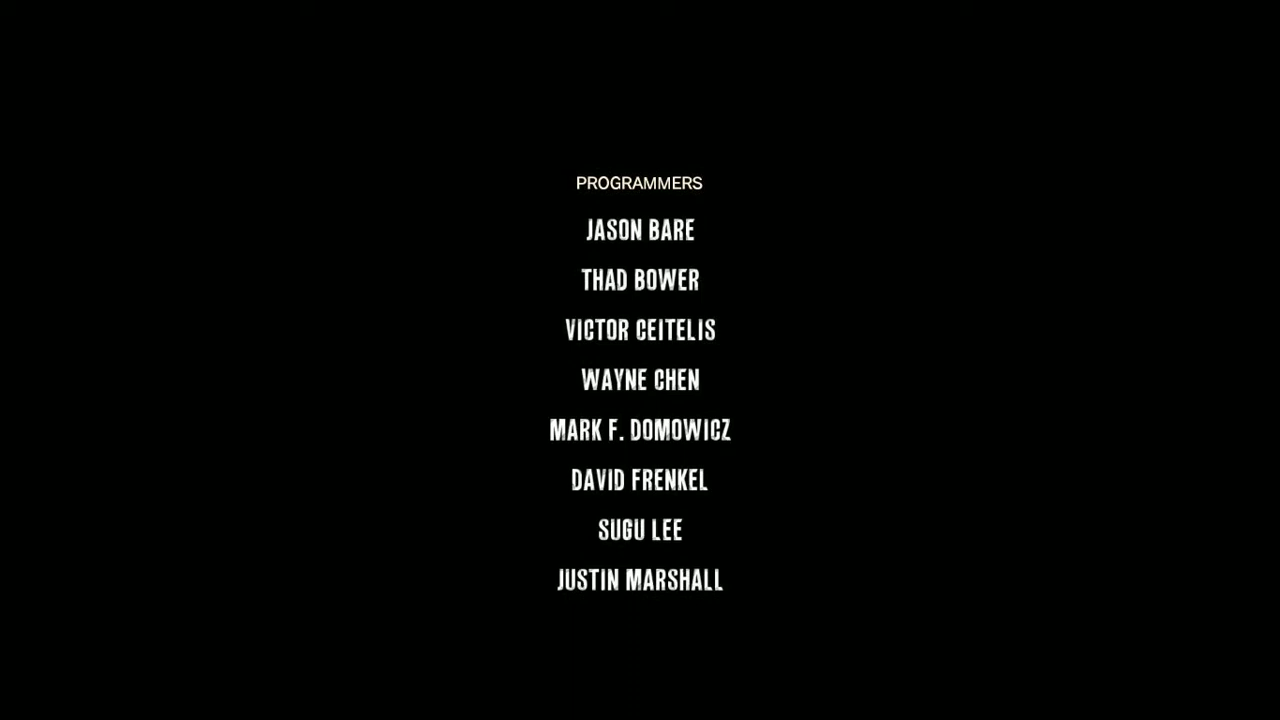 PROGRAMMERS
JASON BARE
THAD BOWER
VICTOR CEITELIS
WAYNE CHEN
MARK F. DOMOWICZ
DAVID FRENKEL
SUGU LEE
JUSTIN MARSHALL